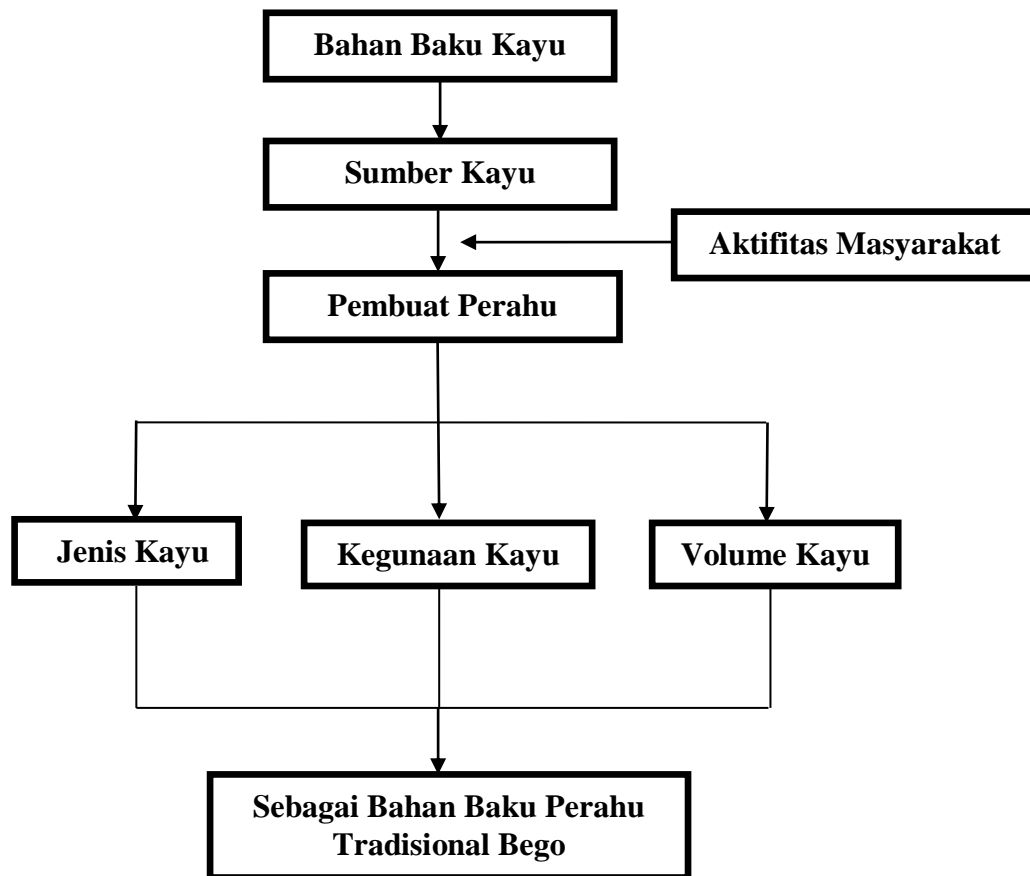 Bahan Baku Kayu
Sumber Kayu
Aktifitas Masyarakat
Pembuat Perahu
Jenis Kayu
Kegunaan Kayu
Volume Kayu
Sebagai Bahan Baku Perahu
Tradisional Bego